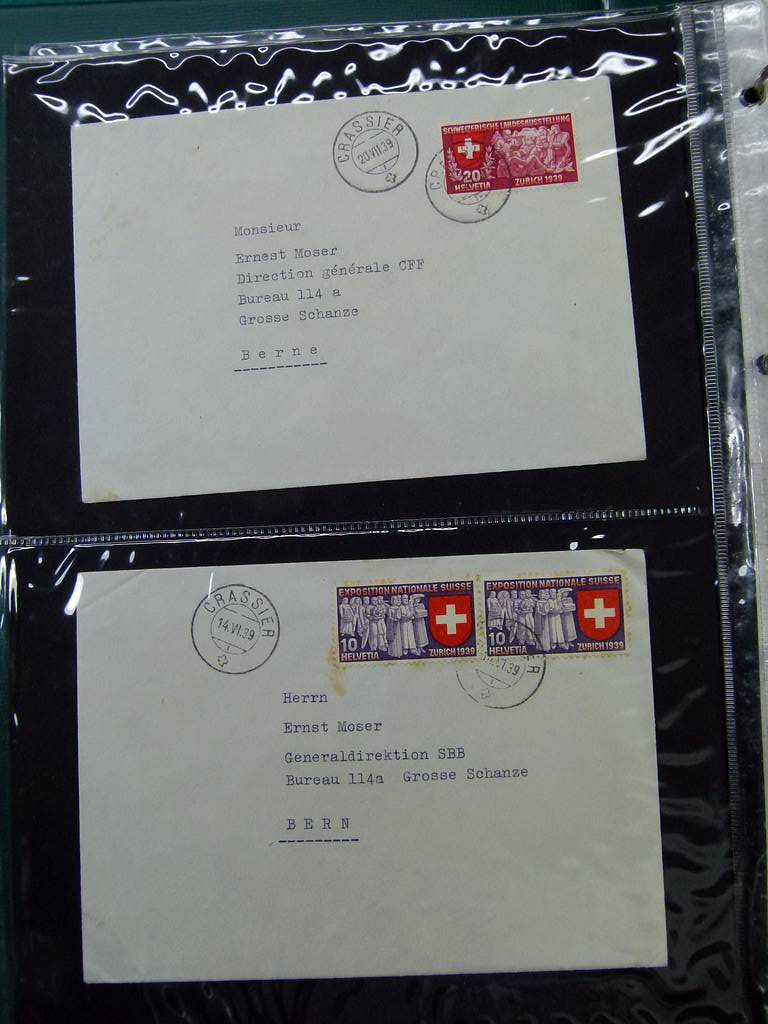 CRASSIER
20.VII.39
SCHWEIZERISCHE LANDESAUSSTELLUNG
20
HELVETIA ZURICH 1939
Monsieur
Ernest Moser
Direction générale CFF
Bureau 114 a
Grosse Schanze
Berne
CRASSIER
14.VI.39
EXPOSITION NATIONALE SUISSE
10
HELVETIA ZURICH 1939
EXPOSITION NATIONALE SUISSE
10
HELVETIA ZURICH 1939
Herrn
Ernst Moser
Generaldirektion SBB
Bureau 114a Grosse Schanze
BERN